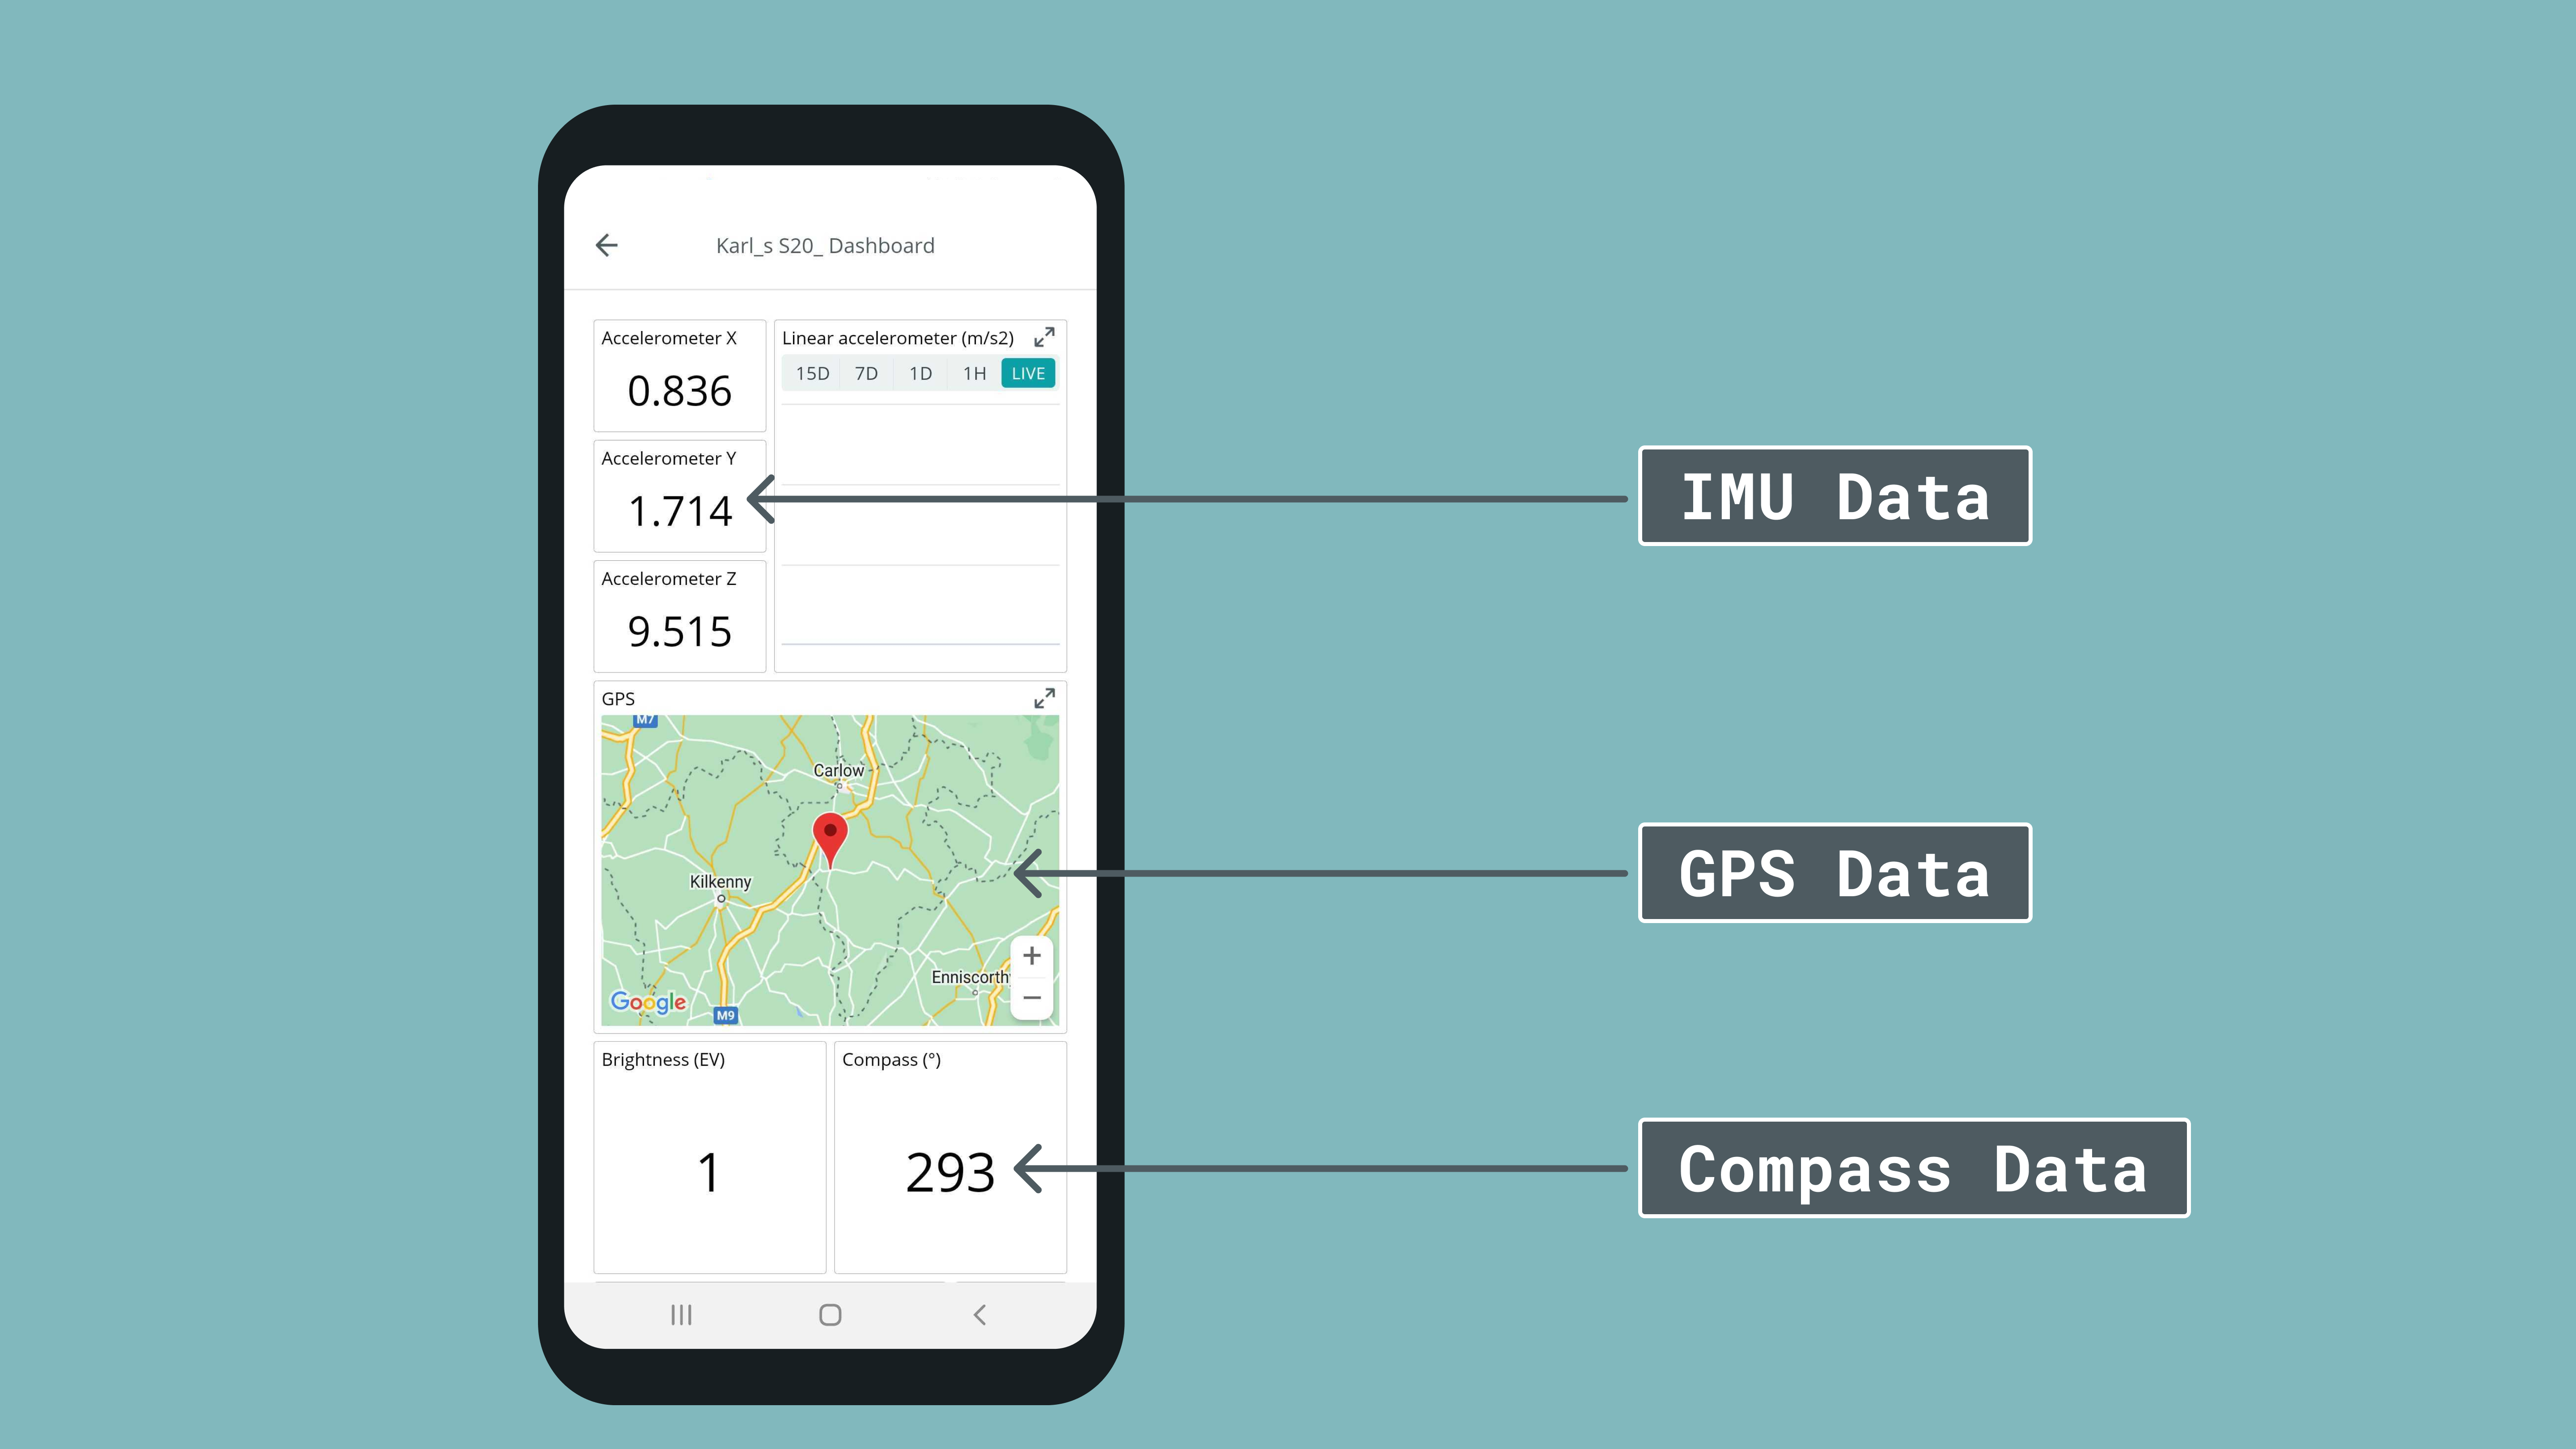 Karl_s S20_ Dashboard
Accelerometer X
0.836
Linear accelerometer (m/s2)
15D 7D 1D 1H LIVE
Accelerometer Y
1.714
Accelerometer Z
9.515
IMU Data
GPS
M7
Carlow
Kilkenny
Enniscorth
Google
M9
+
−
GPS Data
Brightness (EV)
1
Compass (°)
293
Compass Data